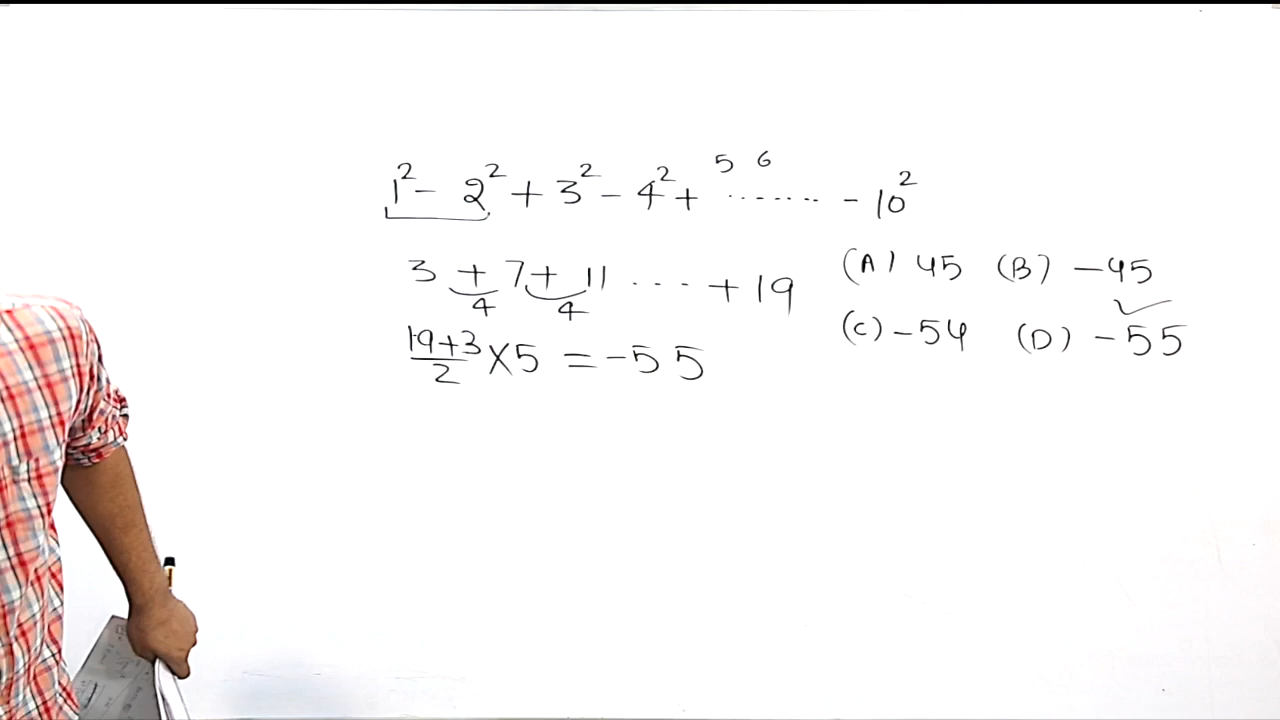 5 6
1² - 2² + 3² - 4² + ....... - 10²
3 + 7 + 11 .... + 19
4 4
(A) 45 (B) -45
(C) -54 (D) -55 ✓
19+3/2 × 5 = -55